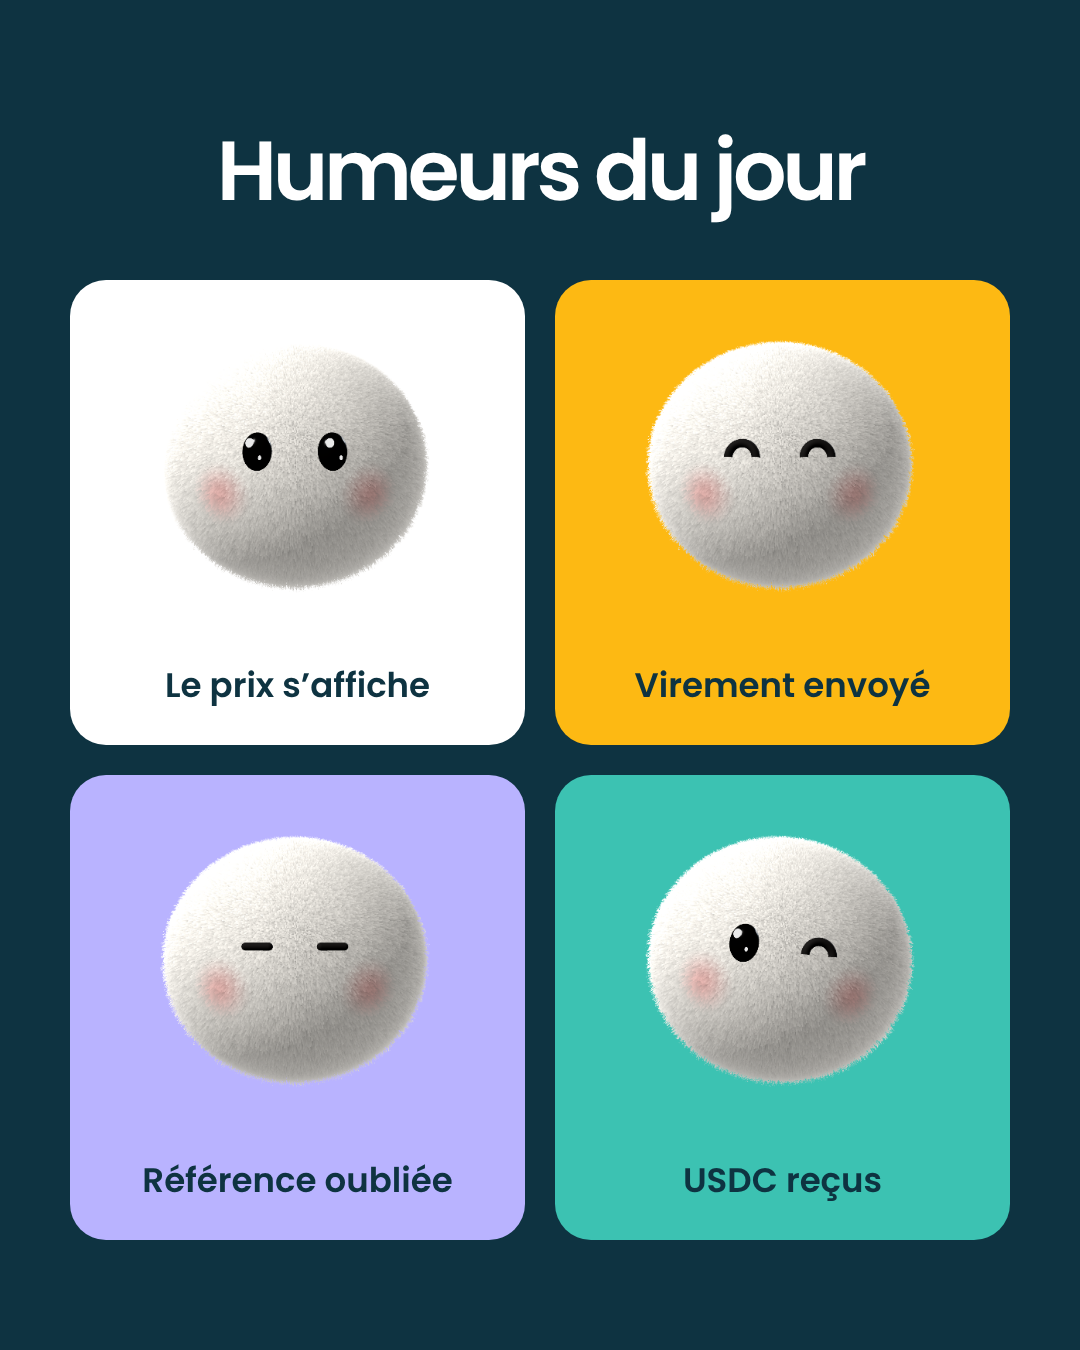 Humeurs du jour
Le prix s’affiche
Virement envoyé
Référence oubliée
USDC reçus